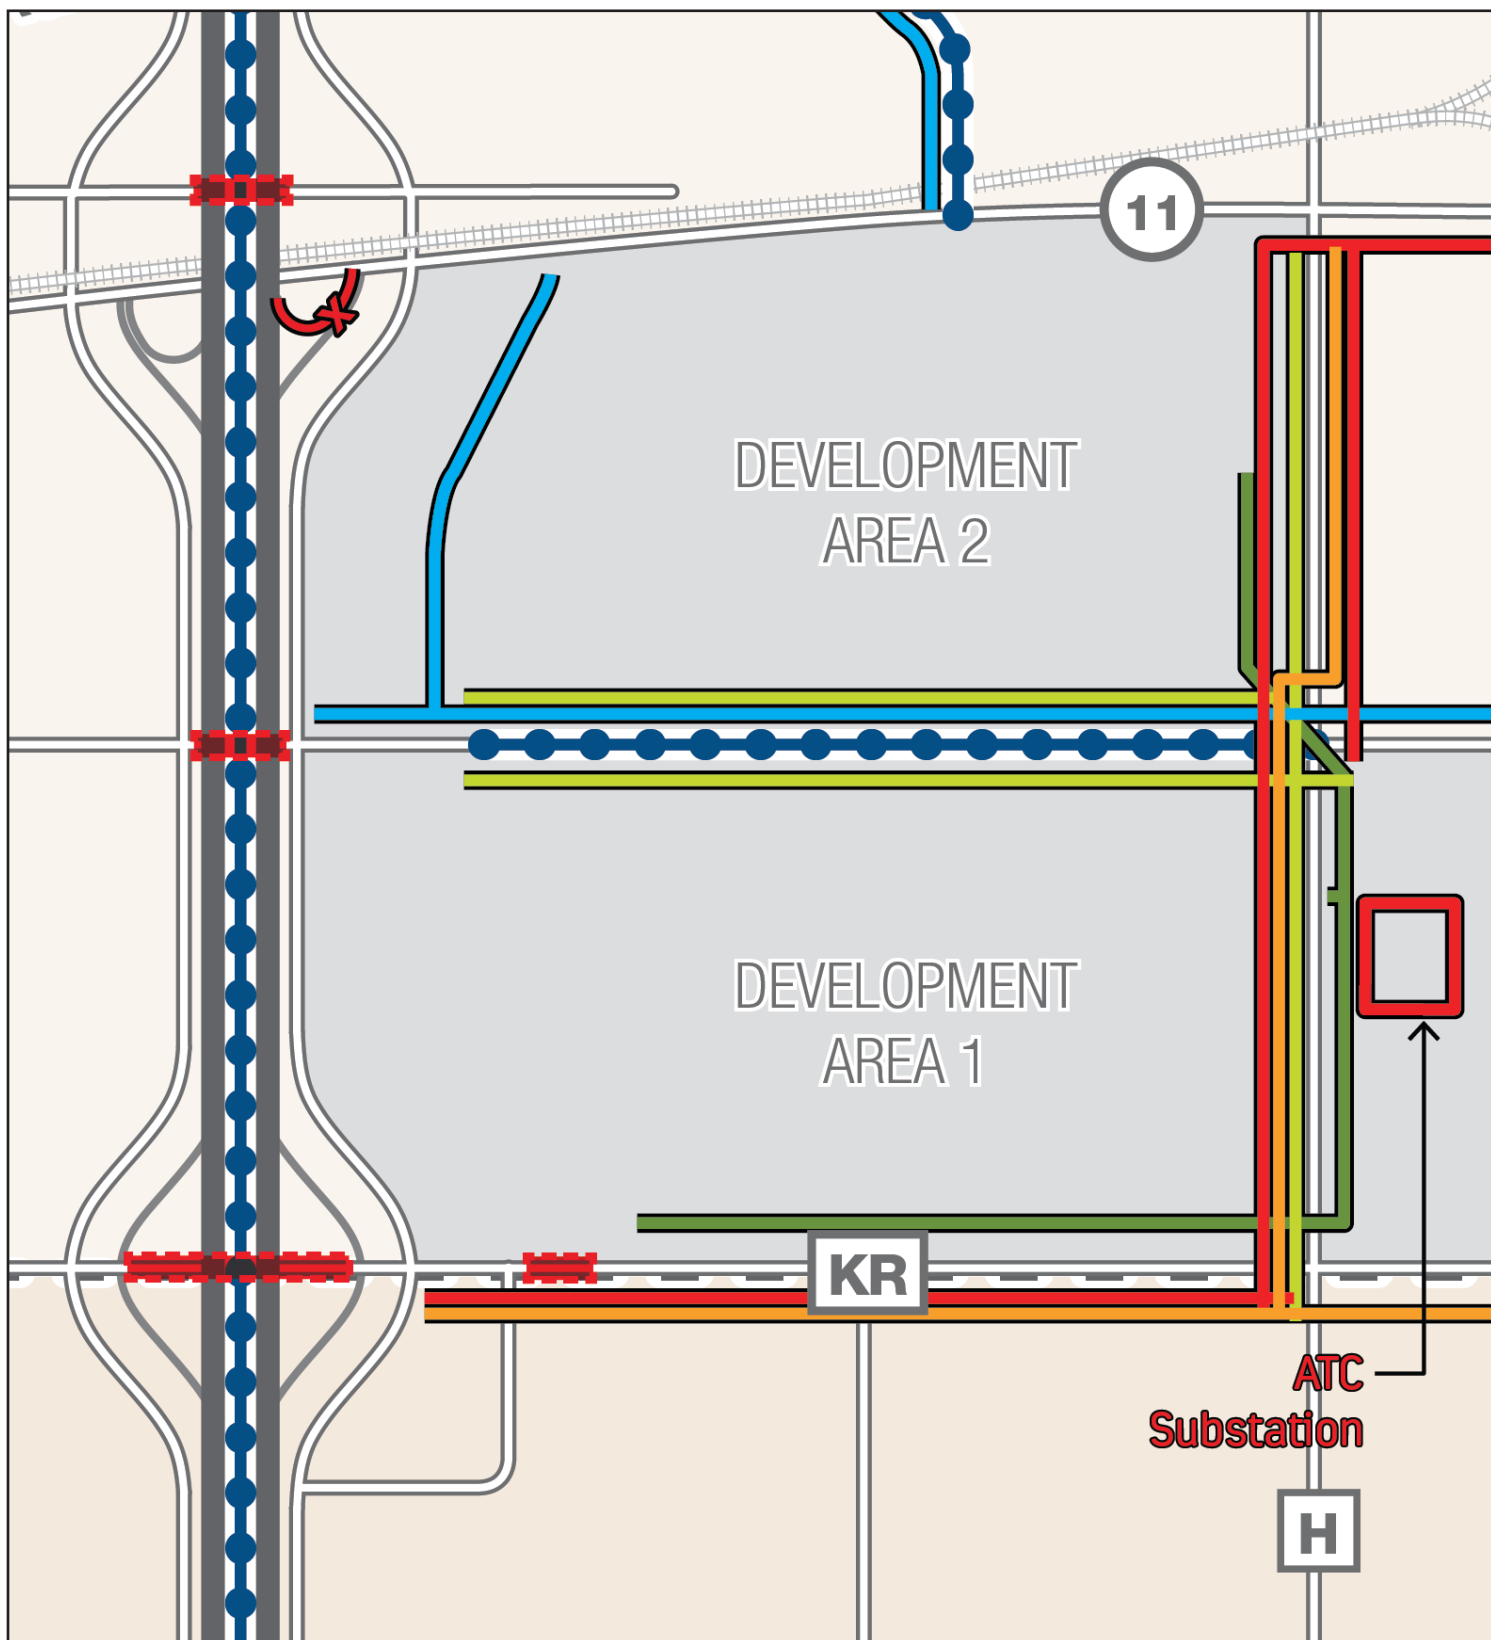 11
DEVELOPMENT
AREA 2
DEVELOPMENT
AREA 1
KR
ATC
Substation
H